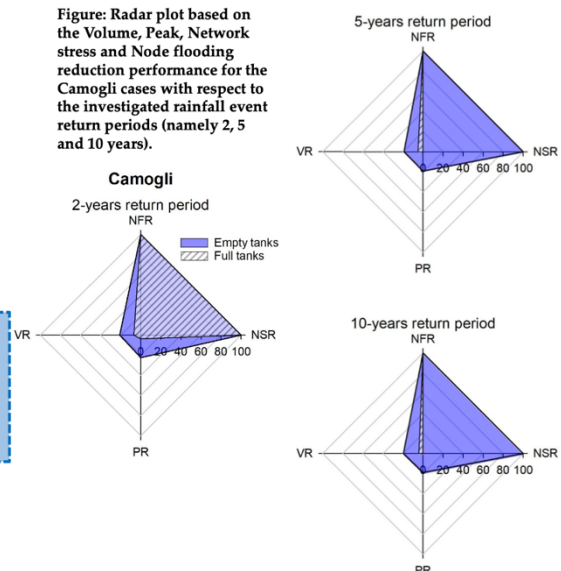 Figure: Radar plot based on
the Volume, Peak, Network
stress and Node flooding
reduction performance for the
Camogli cases with respect to
the investigated rainfall event
return periods (namely 2, 5
and 10 years).
Camogli
2-years return period
NFR
Empty tanks
Full tanks
VR
NSR
0 20 40 60 80 100
PR
5-years return period
NFR
VR
NSR
0 20 40 60 80 100
PR
10-years return period
NFR
VR
NSR
0 20 40 60 80 100
PR